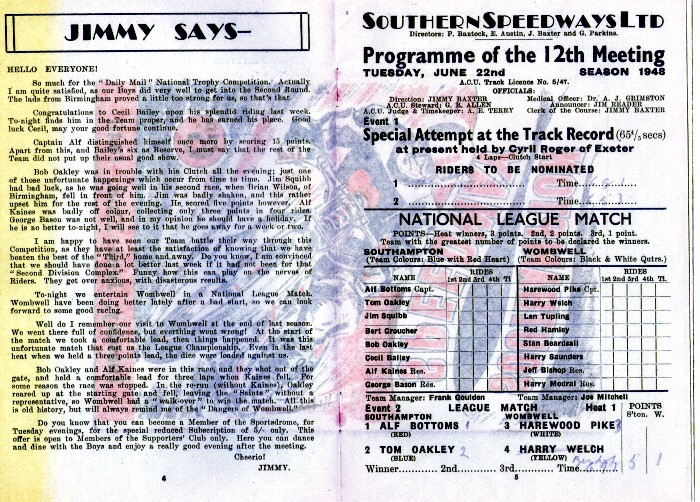 JIMMY SAYS—
HELLO EVERYONE!
So much for the "Daily Mail" National Trophy Competition. Actually
I am quite satisfied, as our Boys did very well to get into the Second Round.
The lads from Birmingham proved a little too strong for us, so that's that.
Congratulations to Cecil Bailey upon his splendid riding last week.
To-night finds him in the Team proper, and he has earned his place. Good
luck Cecil, may your good fortune continue.
Captain Alf distinguished himself once more by scoring 15 points.
Apart from this, and Bailey's six as Reserve, I must say that the rest of the
Team did not put up their usual good show.
Bob Oakley was in trouble with his Clutch all the evening; just one
of those unfortunate happenings which occur from time to time. Jim Squibb
had bad luck, as he was going well in his second race, when Brian Wilson, of
Birmingham, fell in front of him. Jim was badly shaken, and this rather
upset him for the rest of the evening. He scored five points however. Alf
Kaines was badly off colour, collecting only three points in four rides.
George Bason was not well, and in my opinion he should have a holiday. If
he is no better to-night, I will see to it that he goes away for a week or two.
I am happy to have seen our Team battle their way through this
Competition, as they have at least the satisfaction of knowing that we have
beaten the best of the "Third," home and away. Do you know, I am convinced
that we should have done a lot better last week if it had not been for that
"Second Division Complex." Funny how this can play on the nerves of
Riders. They get over anxious, with disasterous results.
To-night we entertain Wombwell in a National League Match.
Wombwell have been doing better lately after a bad start, so we can look
forward to some good racing.
Well do I remember our visit to Wombwell at the end of last season.
We went there full of confidence, but everthing went wrong! At the start of
the match we took a comfortable lead, then things happened. It was this
unfortunate match that cost us the League Championship. Even in the last
heat when we held a three points lead, the dice were loaded against us.
Bob Oakley and Alf Kaines were in this race, and they shot out of the
gate, and held a comfortable lead for three laps, when Kaines fell. For
some reason the race was stopped. In the re-run (without Kaines), Oakley
reared up at the starting gate and fell, leaving the "Saints" without a
representative, so Wombwell had a "walk-over" to win the match. All this
is old history, but will always remind me of the "Dangers of Wombwell."
Do you know that you can become a Member of the Sportsdrome, for
Tuesday evenings, for the special reduced Subscription of 5/- only. This
offer is open to Members of the Supporters' Club only. Here you can dance
and dine with the Boys and enjoy a really good evening after the meeting.
Cheerio!
JIMMY.
4
SOUTHERN SPEEDWAYS LTD
Directors: P. Bantock, E. Austin, J. Baxter and G. Parkins.
Programme of the 12th Meeting
TUESDAY, JUNE 22nd SEASON 1948
A.C.U. Track Licence No. 5/47.
OFFICIALS:
Direction: JIMMY BAXTER Medical Officer: Dr. A. J. GRIMSTON
A.C.U. Steward: G. R. ALLEN Announcer: JIM READER
A.C.U. Judge & Timekeeper: A. E. TERRY Clerk of the Course: JIMMY BAXTER
Event 1
Special Attempt at the Track Record (65⅘ secs)
at present held by Cyril Roger of Exeter
4 Laps—Clutch Start
RIDERS TO BE NOMINATED
1 Time
2 Time
NATIONAL LEAGUE MATCH
POINTS—Heat winners, 3 points. 2nd, 2 points. 3rd, 1 point.
Team with the greatest number of points to be declared the winners.
SOUTHAMPTON WOMBWELL
(Team Colours: Blue with Red Heart) (Team Colours: Black & White Qutrs.)
NAME RIDES NAME RIDES
1st 2nd 3rd 4th Tl. 1st 2nd 3rd 4th Tl.
Alf Bottoms Capt. Harewood Pike Cpt.
Tom Oakley Harry Welch
Jim Squibb Len Tupling
Bert Croucher Red Hamley
Bob Oakley Stan Beardsall
Cecil Bailey Harry Saunders
Alf Kaines Res. Jeff Bishop Res.
George Bason Res. Harry Modral Res.
Team Manager: Frank Goulden Team Manager: Joe Mitchell
Event 2 LEAGUE MATCH Heat 1 POINTS
SOUTHAMPTON WOMBWELL S'ton. W.
1 ALF BOTTOMS 1 3 HAREWOOD PIKE
(RED) (WHITE)
2 TOM OAKLEY 2 4 HARRY WELCH
(BLUE) (YELLOW)
Winner 2nd 3rd Time 5 1
5